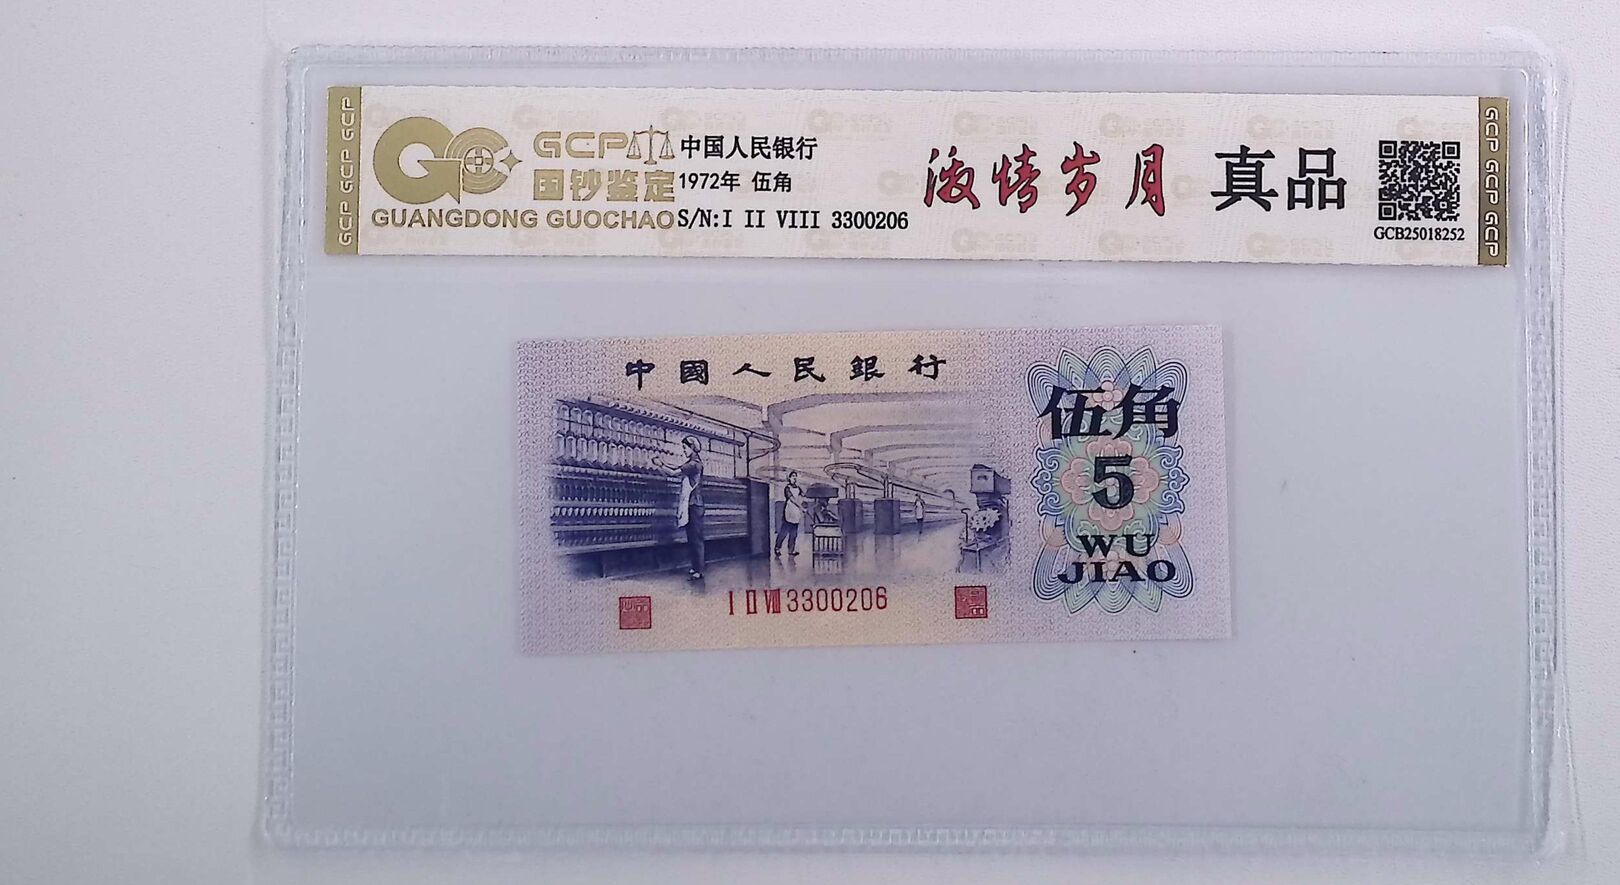 GCP GCP GCP
GCP
国钞鉴定
GUANGDONG GUOCHAO
中国人民银行
1972年 伍角
S/N:I II VIII 3300206
激情岁月
真品
GCB25018252
GCP GCP GCP
中國人民銀行
伍角
5
WU
JIAO
I II VIII 3300206